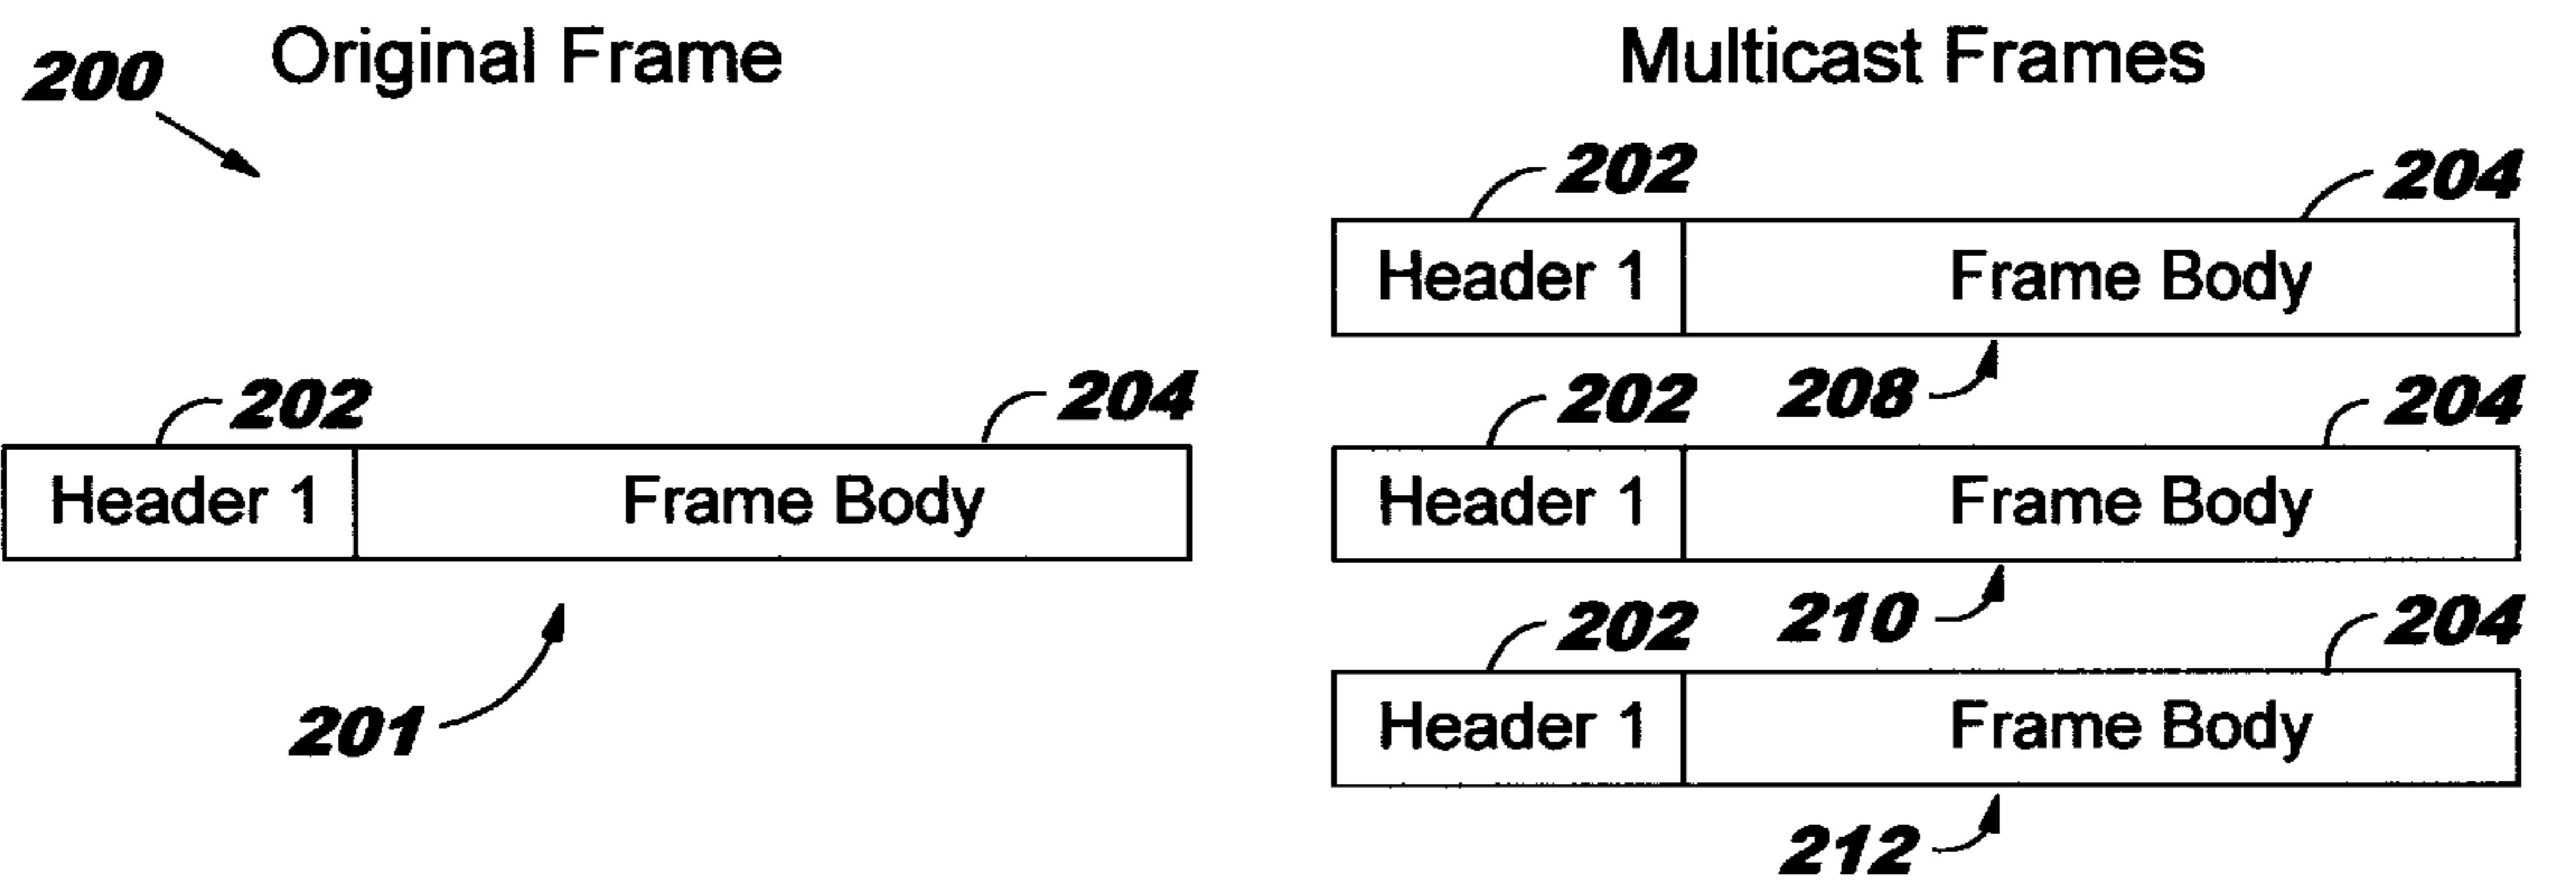 200 Original Frame
202 204
Header 1 Frame Body
201
Multicast Frames
202 204
Header 1 Frame Body
208
202 204
Header 1 Frame Body
210
202 204
Header 1 Frame Body
212